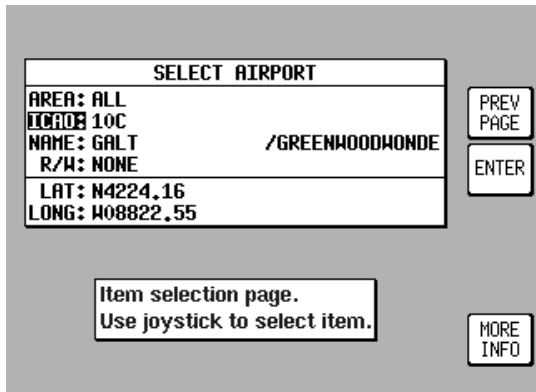 SELECT AIRPORT
AREA: ALL
ICAO: 10C
NAME: GALT /GREENWOODWONDE
R/W: NONE
LAT: N4224.16
LONG: W08822.55
PREV
PAGE
ENTER
Item selection page.
Use joystick to select item.
MORE
INFO